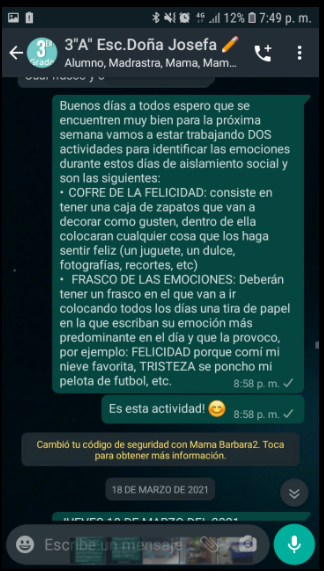 12% 7:49 p. m.
3"A" Esc.Doña Josefa
3ER Grado
Alumno, Madrastra, Mama, Mam...
Buenos días a todos espero que se
encuentren muy bien para la próxima
semana vamos a estar trabajando DOS
actividades para identificar las emociones
durante estos días de aislamiento social y
son las siguientes:
• COFRE DE LA FELICIDAD: consiste en
tener una caja de zapatos que van a
decorar como gusten, dentro de ella
colocaran cualquier cosa que los haga
sentir feliz (un juguete, un dulce,
fotografías, recortes, etc)
• FRASCO DE LAS EMOCIONES: Deberán
tener un frasco en el que van a ir
colocando todos los días una tira de papel
en la que escriban su emoción más
predominante en el día y que la provoco,
por ejemplo: FELICIDAD porque comí mi
nieve favorita, TRISTEZA se poncho mi
pelota de futbol, etc.
8:58 p. m.
Es esta actividad! 😊
8:58 p. m.
Cambió tu código de seguridad con Mama Barbara2. Toca
para obtener más información.
18 DE MARZO DE 2021
JUEVES 18 DE MARZO DEL 2021
Escribe un mensaje